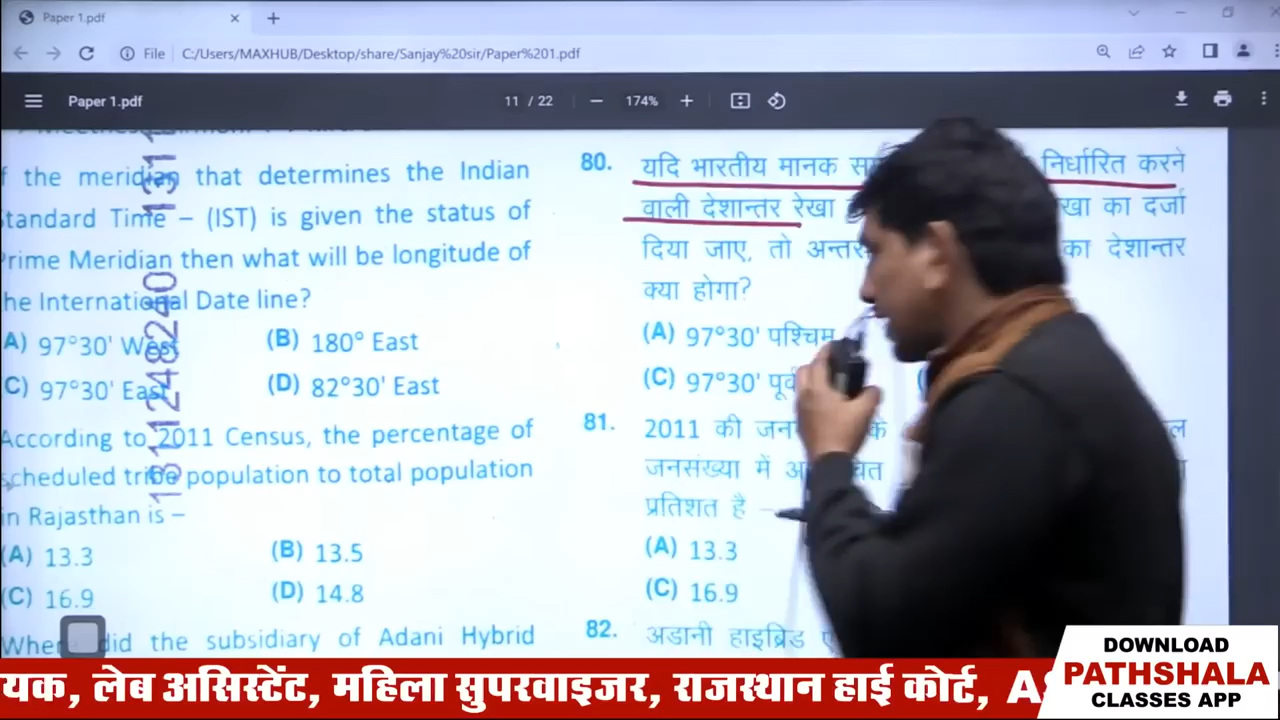 Paper 1.pdf
File C:/Users/MAXHUB/Desktop/share/Sanjay%20sir/Paper%201.pdf
Paper 1.pdf 11 / 22 174%
f the meridian that determines the Indian
tandard Time – (IST) is given the status of
rime Meridian then what will be longitude of
he International Date line?
A) 97°30' West (B) 180° East
C) 97°30' East (D) 82°30' East
According to 2011 Census, the percentage of
scheduled tribe population to total population
in Rajasthan is –
(A) 13.3 (B) 13.5
(C) 16.9 (D) 14.8
Where did the subsidiary of Adani Hybrid
80. यदि भारतीय मानक निर्धारित करने
वाली देशान्तर रेखा का दर्जा
दिया जाए, तो का देशान्तर
क्या होगा?
(A) 97°30' पश्चिम
(C) 97°30'
81. 2011 की
जनसंख्या में
प्रतिशत है –
(A) 13.3
(C) 16.9
82. अडानी हाइब्रिड
यक, लेब असिस्टेंट, महिला सुपरवाइजर, राजस्थान हाई कोर्ट,
DOWNLOAD
PATHSHALA
CLASSES APP